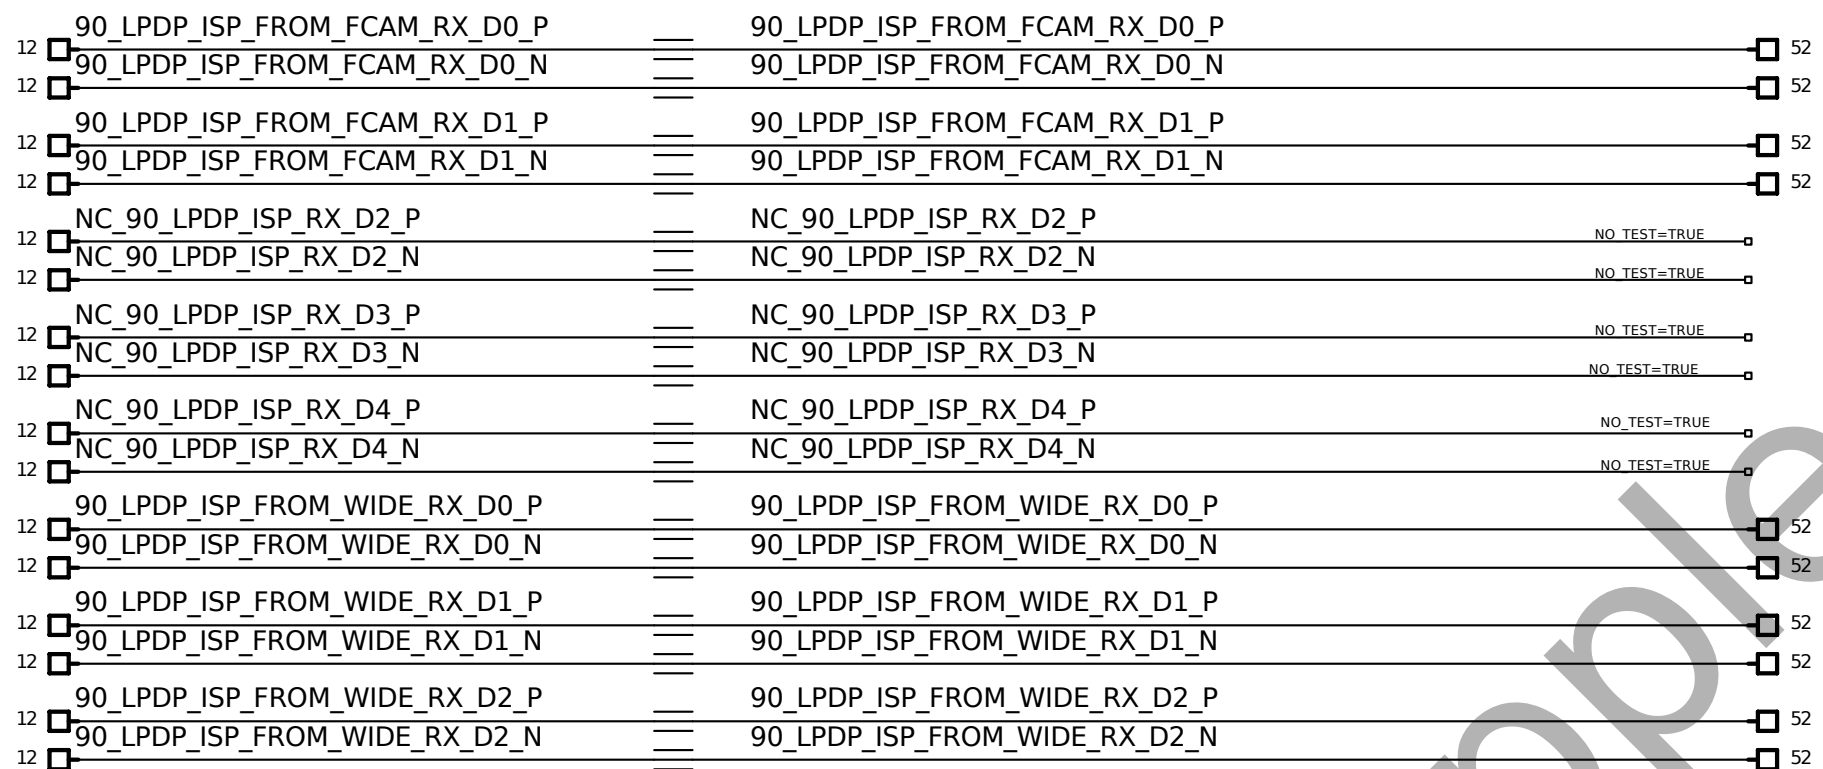 90_LPDP_ISP_FROM_FCAM_RX_D0_P 90_LPDP_ISP_FROM_FCAM_RX_D0_P
12 52
90_LPDP_ISP_FROM_FCAM_RX_D0_N 90_LPDP_ISP_FROM_FCAM_RX_D0_N
12 52
90_LPDP_ISP_FROM_FCAM_RX_D1_P 90_LPDP_ISP_FROM_FCAM_RX_D1_P
12 52
90_LPDP_ISP_FROM_FCAM_RX_D1_N 90_LPDP_ISP_FROM_FCAM_RX_D1_N
12 52
NC_90_LPDP_ISP_RX_D2_P NC_90_LPDP_ISP_RX_D2_P
12 NO_TEST=TRUE
NC_90_LPDP_ISP_RX_D2_N NC_90_LPDP_ISP_RX_D2_N
12 NO_TEST=TRUE
NC_90_LPDP_ISP_RX_D3_P NC_90_LPDP_ISP_RX_D3_P
12 NO_TEST=TRUE
NC_90_LPDP_ISP_RX_D3_N NC_90_LPDP_ISP_RX_D3_N
12 NO_TEST=TRUE
NC_90_LPDP_ISP_RX_D4_P NC_90_LPDP_ISP_RX_D4_P
12 NO_TEST=TRUE
NC_90_LPDP_ISP_RX_D4_N NC_90_LPDP_ISP_RX_D4_N
12 NO_TEST=TRUE
90_LPDP_ISP_FROM_WIDE_RX_D0_P 90_LPDP_ISP_FROM_WIDE_RX_D0_P
12 52
90_LPDP_ISP_FROM_WIDE_RX_D0_N 90_LPDP_ISP_FROM_WIDE_RX_D0_N
12 52
90_LPDP_ISP_FROM_WIDE_RX_D1_P 90_LPDP_ISP_FROM_WIDE_RX_D1_P
12 52
90_LPDP_ISP_FROM_WIDE_RX_D1_N 90_LPDP_ISP_FROM_WIDE_RX_D1_N
12 52
90_LPDP_ISP_FROM_WIDE_RX_D2_P 90_LPDP_ISP_FROM_WIDE_RX_D2_P
12 52
90_LPDP_ISP_FROM_WIDE_RX_D2_N 90_LPDP_ISP_FROM_WIDE_RX_D2_N
12 52